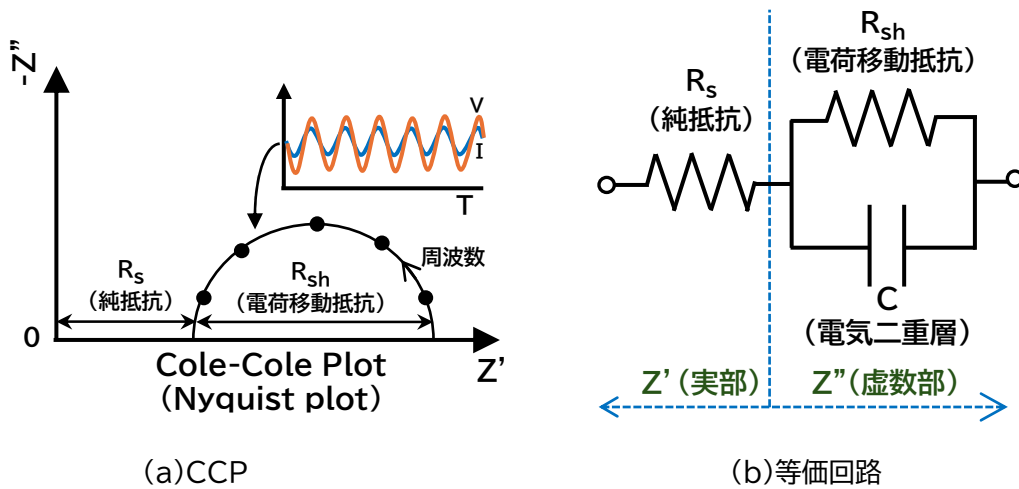 -Z”
V
I
T
周波数
Rs
(純抵抗)
Rsh
(電荷移動抵抗)
0
Z'
Cole-Cole Plot
(Nyquist plot)
(a)CCP
Rsh
(電荷移動抵抗)
Rs
(純抵抗)
C
(電気二重層)
Z’(実部)
Z”(虚数部)
(b)等価回路